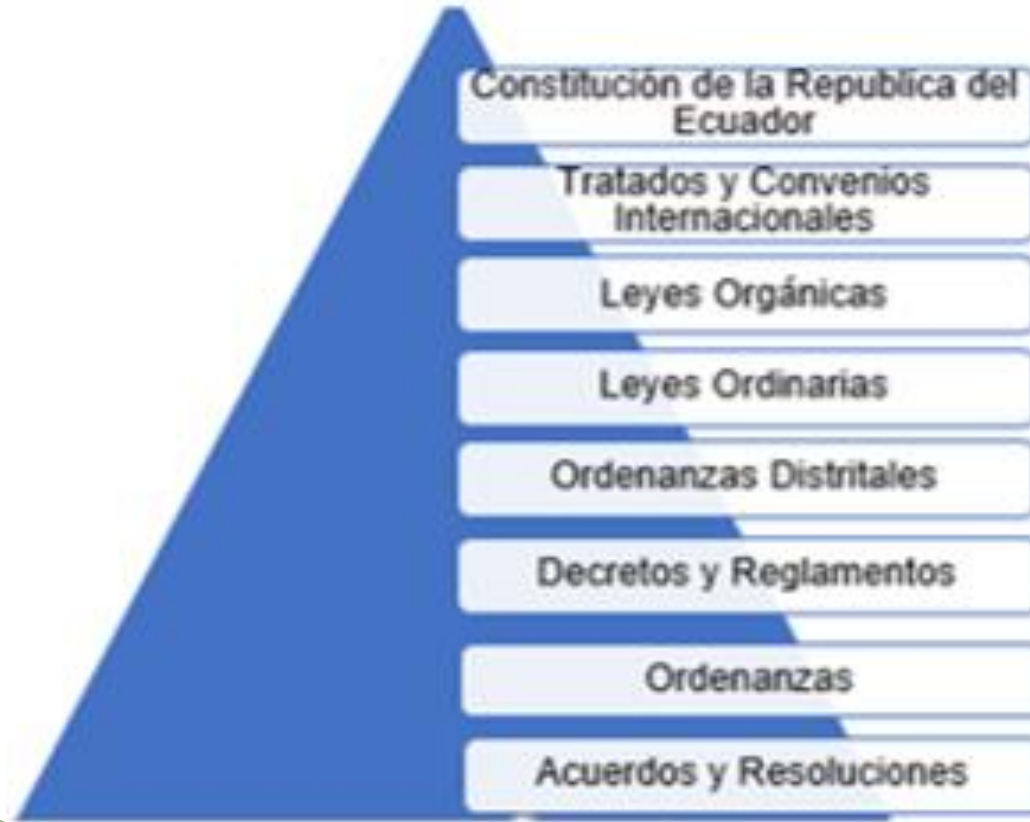 Constitución de la Republica del
Ecuador
Tratados y Convenios
Internacionales
Leyes Orgánicas
Leyes Ordinarias
Ordenanzas Distritales
Decretos y Reglamentos
Ordenanzas
Acuerdos y Resoluciones